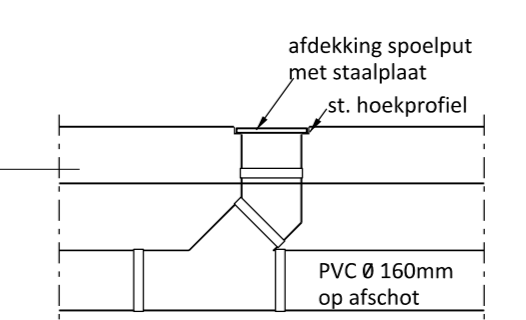 afdekking spoelput
met staalplaat
st. hoekprofiel
PVC Ø 160mm
op afschot